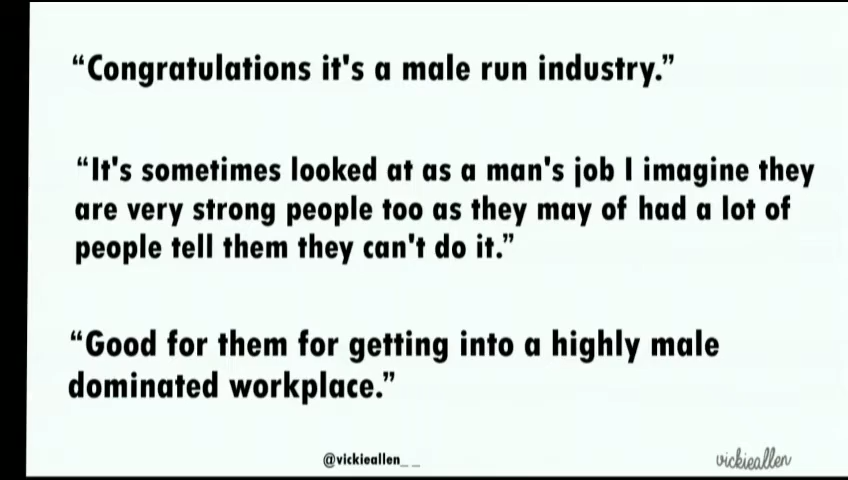 “Congratulations it's a male run industry.”
“It's sometimes looked at as a man's job I imagine they
are very strong people too as they may of had a lot of
people tell them they can't do it.”
“Good for them for getting into a highly male
dominated workplace.”
@vickieallen_ _
vickieallen